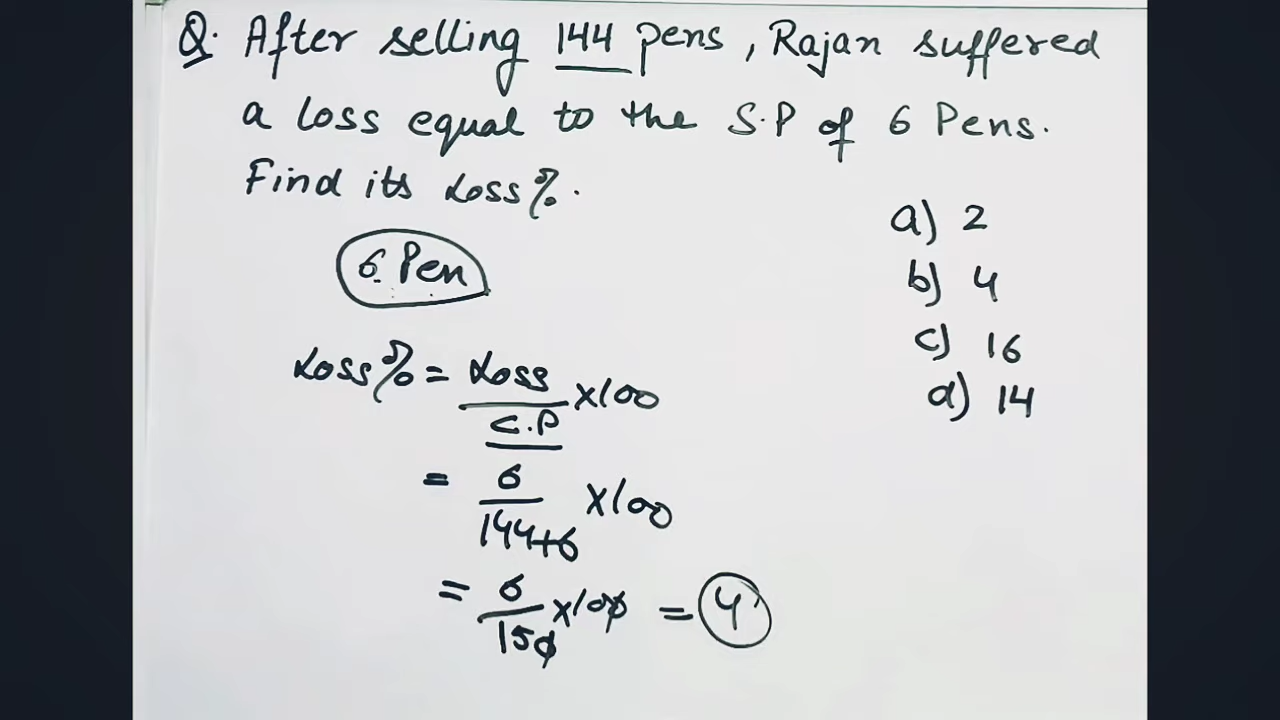 Q. After selling 144 pens, Rajan suffered
a loss equal to the S.P of 6 Pens.
Find its Loss%.
a) 2
b) 4
c) 16
d) 14
6 Pen
Loss% = Loss/C.P ×100
= 6/144+6 ×100
= 6/150 ×100 = 4